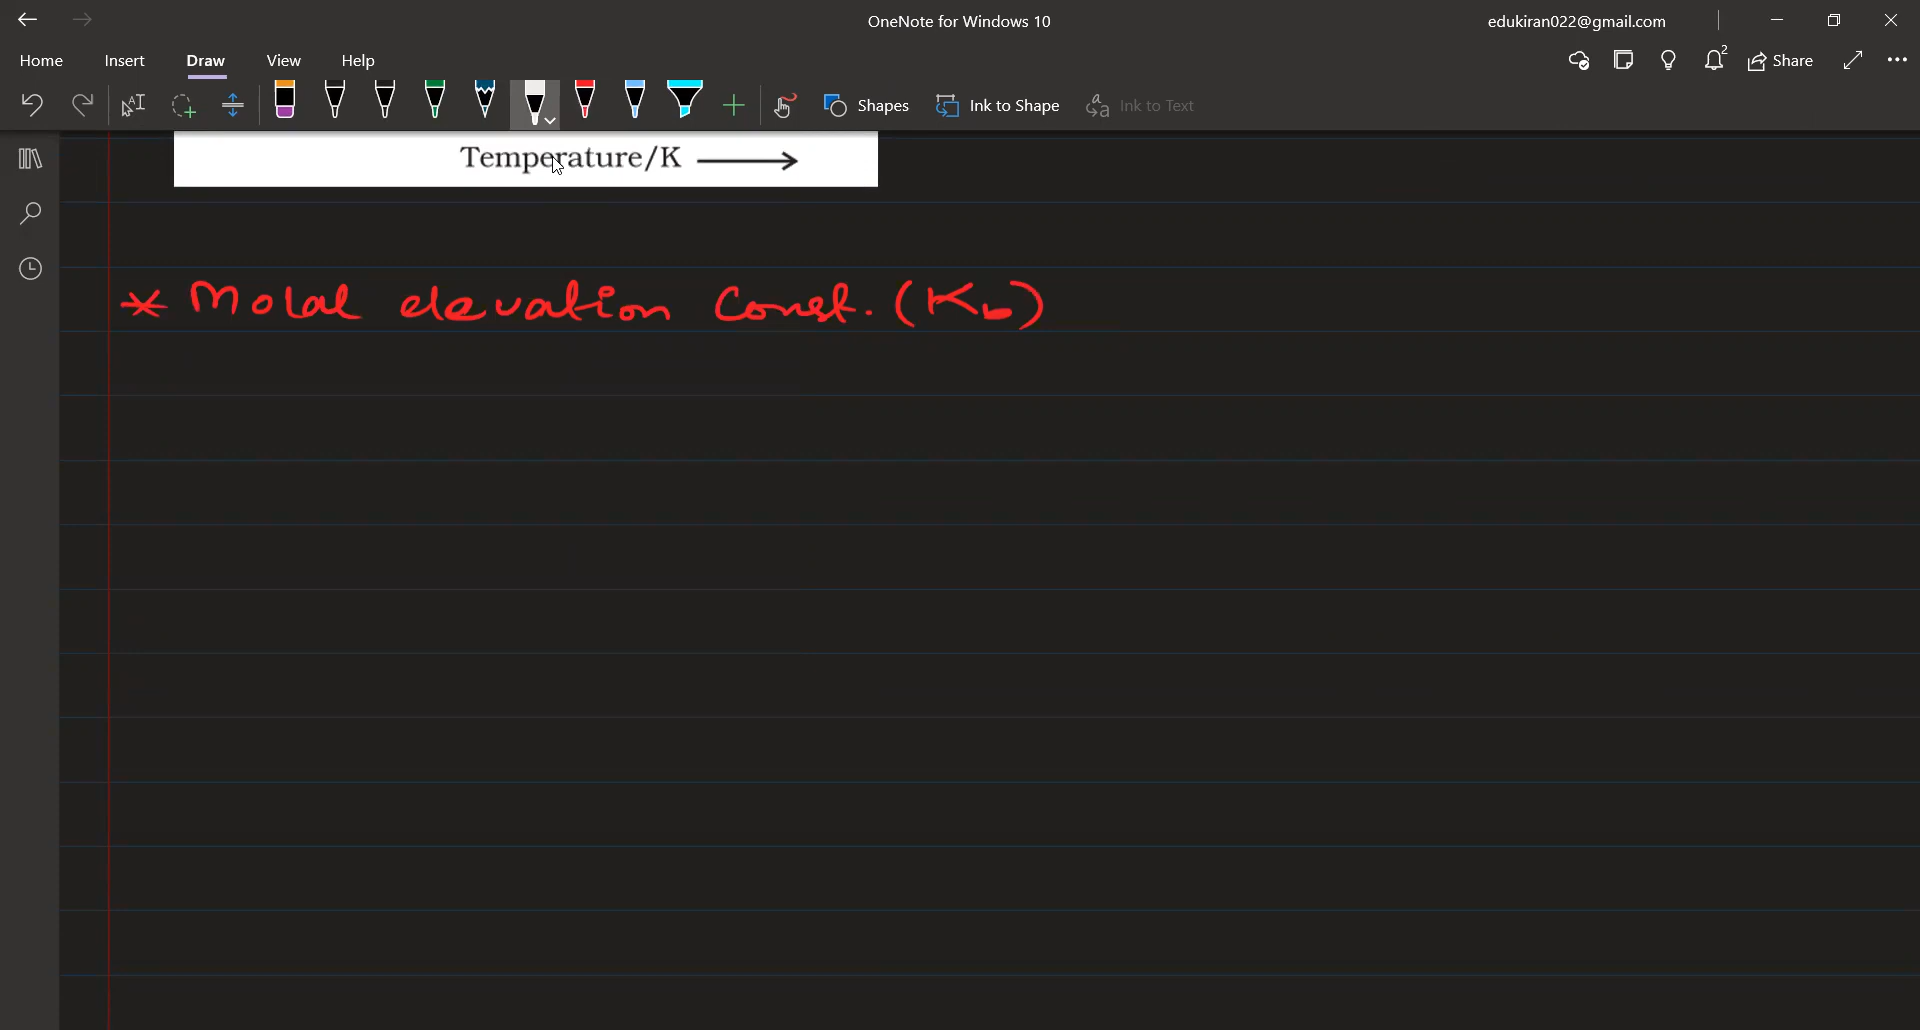 OneNote for Windows 10
edukiran022@gmail.com
Home Insert Draw View Help
2
Share
Shapes
Ink to Shape
Ink to Text
Temperature/K
* Molal elevation Const. (Kb)